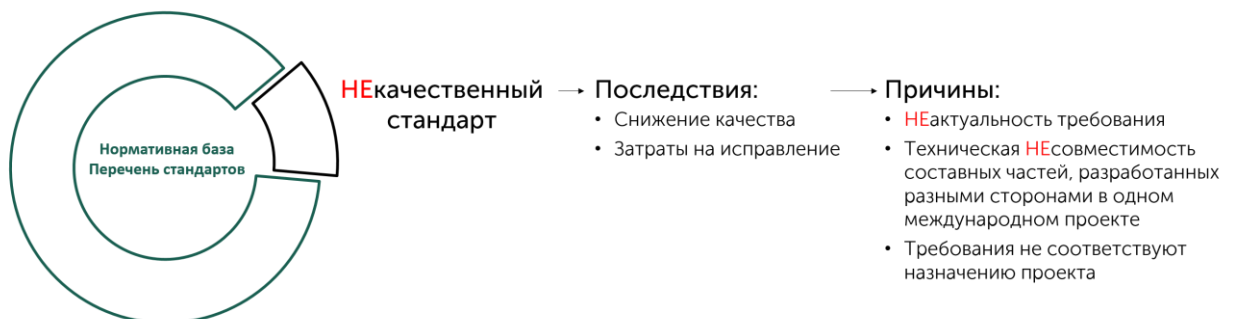 Нормативная база
Перечень стандартов
НЕкачественный
стандарт
Последствия:
• Снижение качества
• Затраты на исправление
Причины:
• НЕактуальность требования
• Техническая НЕсовместимость
составных частей, разработанных
разными сторонами в одном
международном проекте
• Требования не соответствуют
назначению проекта